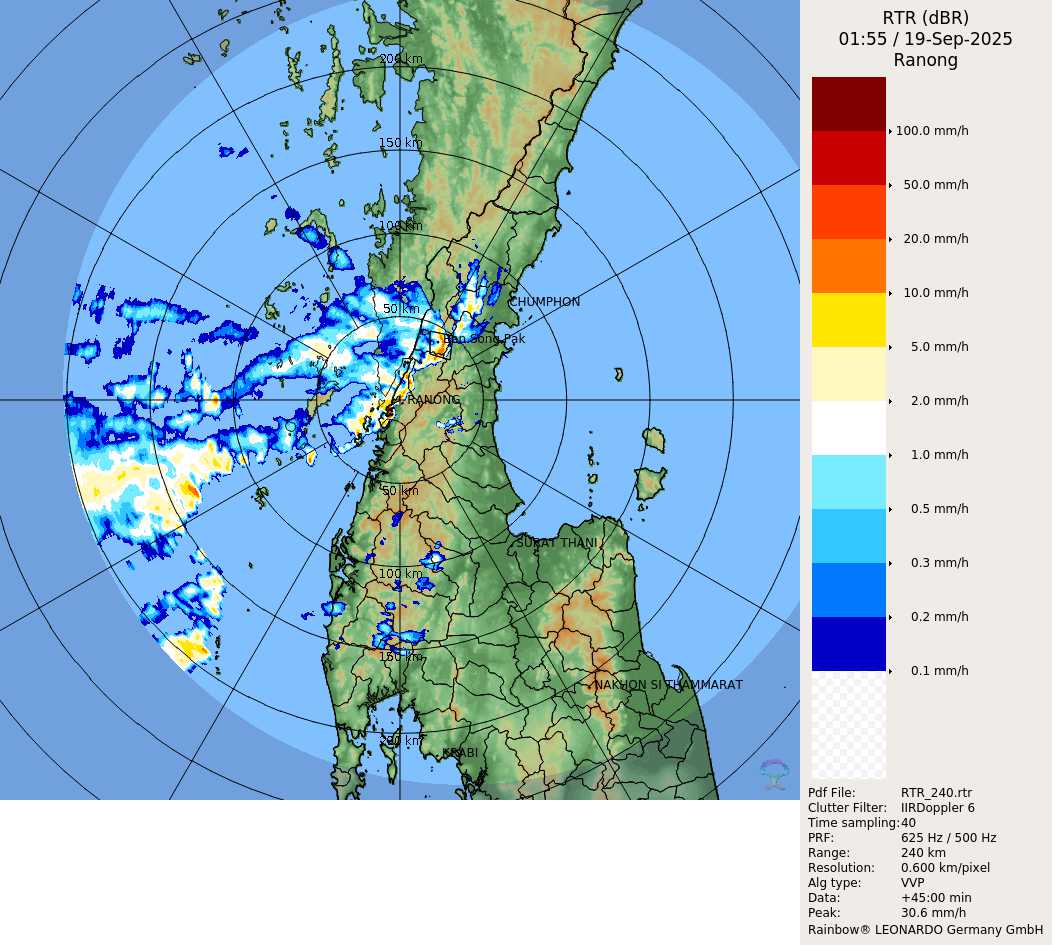 RTR (dBR)
01:55 / 19-Sep-2025
Ranong
100.0 mm/h
50.0 mm/h
20.0 mm/h
10.0 mm/h
5.0 mm/h
2.0 mm/h
1.0 mm/h
0.5 mm/h
0.3 mm/h
0.2 mm/h
0.1 mm/h
200 km
150 km
100 km
CHUMPHON
50 km
Ban Song Pak
RANONG
50 km
SURAT THANI
100 km
150 km
NAKHON SI THAMMARAT
200 km
KRABI
Pdf File: RTR_240.rtr
Clutter Filter: IIRDoppler 6
Time sampling:40
PRF: 625 Hz / 500 Hz
Range: 240 km
Resolution: 0.600 km/pixel
Alg type: VVP
Data: +45:00 min
Peak: 30.6 mm/h
Rainbow® LEONARDO Germany GmbH